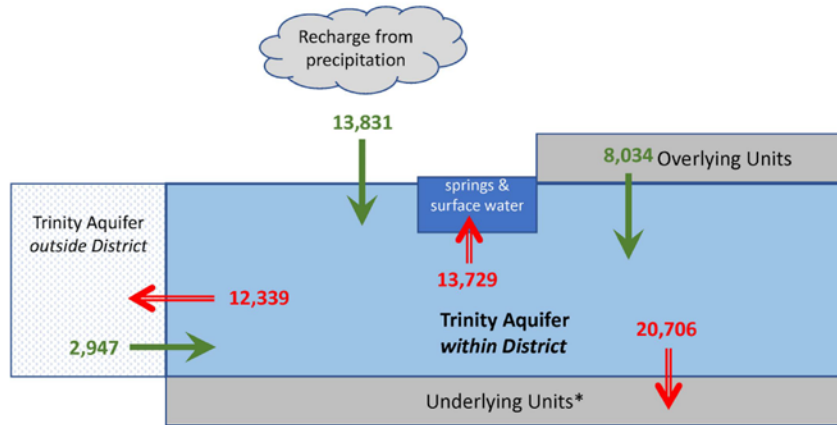 Recharge from
precipitation
13,831
8,034 Overlying Units
springs &
surface water
Trinity Aquifer
outside District
12,339
13,729
Trinity Aquifer
within District
20,706
2,947
Underlying Units*